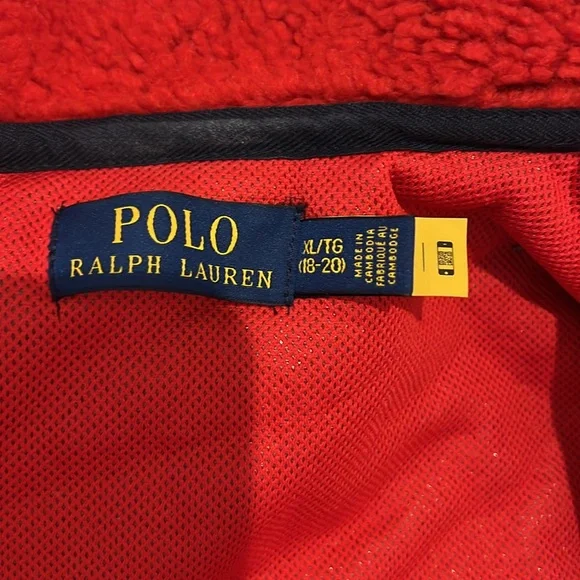 POLO
RALPH LAUREN
XL/TG
(18-20)
MADE IN
CAMBODIA
FABRIQUÉ AU
CAMBODGE